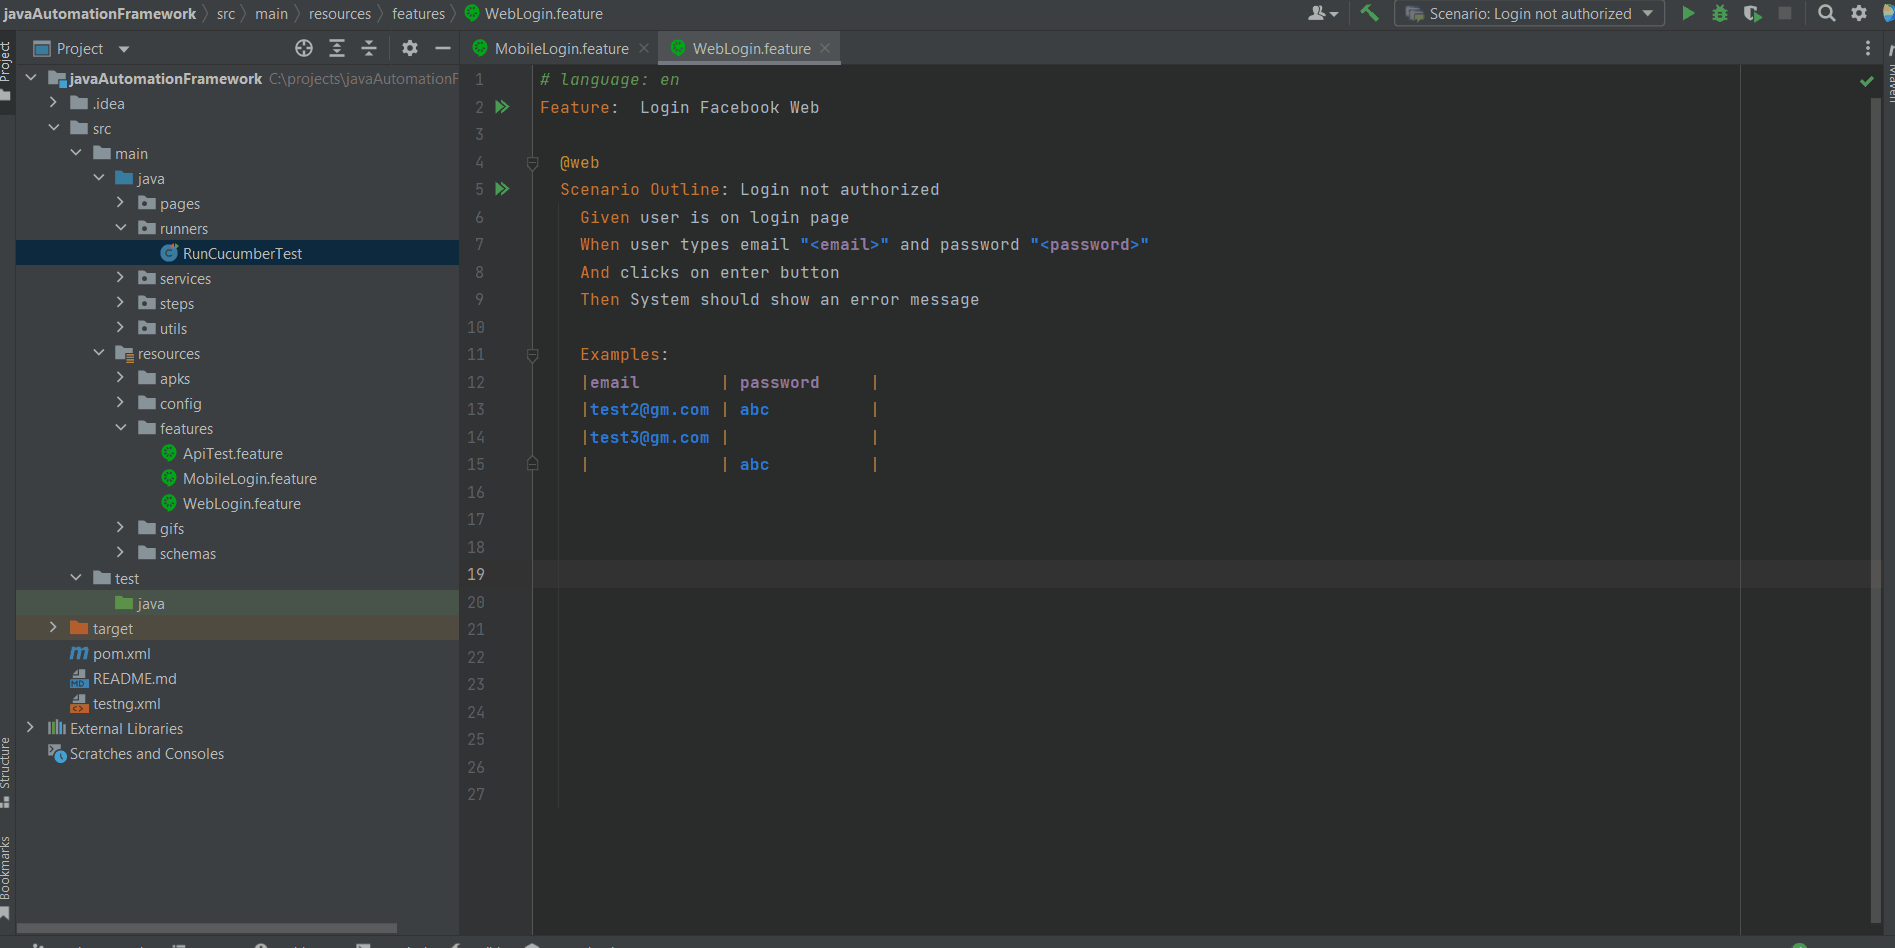 javaAutomationFramework src main resources features WebLogin.feature
Scenario: Login not authorized
Project
Project
MobileLogin.feature
WebLogin.feature
Maven
javaAutomationFramework C:\projects\javaAutomationF
.idea
src
main
java
pages
runners
RunCucumberTest
services
steps
utils
resources
apks
config
features
ApiTest.feature
MobileLogin.feature
WebLogin.feature
gifs
schemas
test
java
target
pom.xml
README.md
testng.xml
External Libraries
Scratches and Consoles
Structure
Bookmarks
1 # language: en
2 Feature:  Login Facebook Web
3
4 @web
5 Scenario Outline: Login not authorized
6 Given user is on login page
7 When user types email "<email>" and password "<password>"
8 And clicks on enter button
9 Then System should show an error message
10
11 Examples:
12 |email | password |
13 |test2@gm.com | abc |
14 |test3@gm.com | |
15 | | abc |
16
17
18
19
20
21
22
23
24
25
26
27